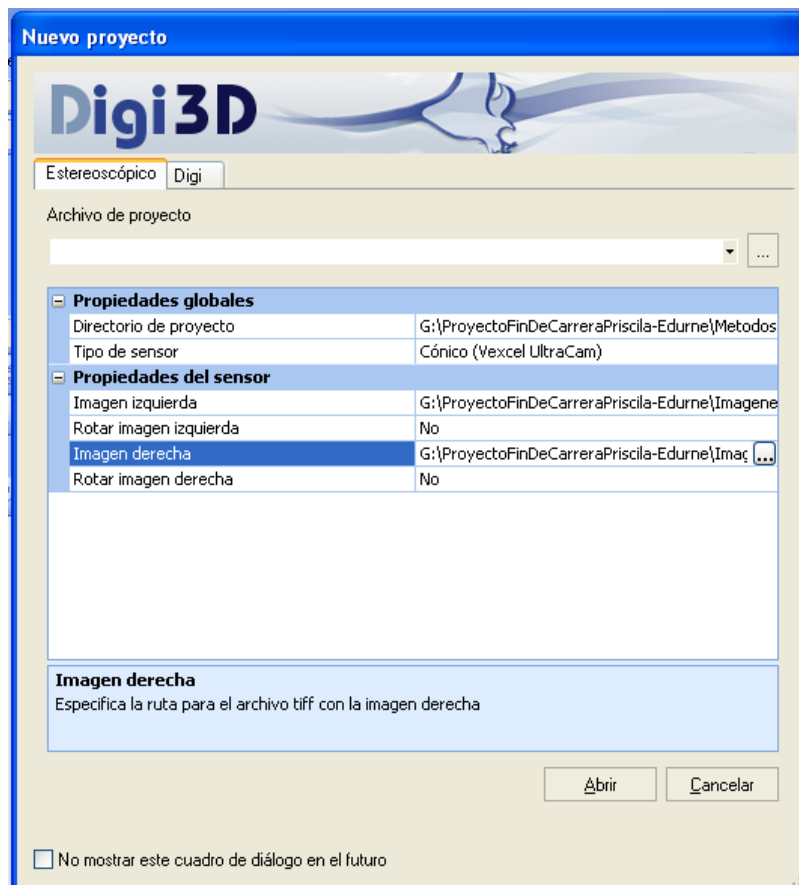 Nuevo proyecto
Digi3D
Estereoscópico Digi
Archivo de proyecto
...
Propiedades globales
Directorio de proyecto G:\ProyectoFinDeCarreraPriscila-Edurne\Metodos
Tipo de sensor Cónico (Vexcel UltraCam)
Propiedades del sensor
Imagen izquierda G:\ProyectoFinDeCarreraPriscila-Edurne\Imagene
Rotar imagen izquierda No
Imagen derecha G:\ProyectoFinDeCarreraPriscila-Edurne\Imag ...
Rotar imagen derecha No
Imagen derecha
Especifica la ruta para el archivo tiff con la imagen derecha
Abrir Cancelar
No mostrar este cuadro de diálogo en el futuro